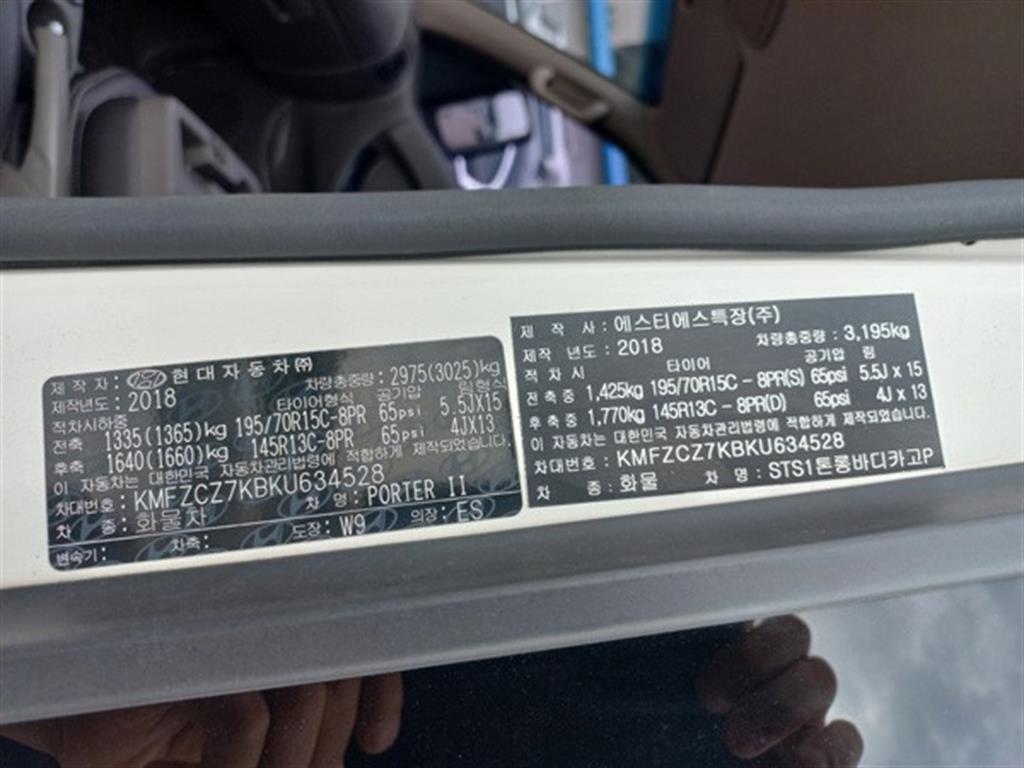 제 작 자: 현대자동차㈜
제작년도: 2018 차량총중량: 2975(3025)kg
적차시하중 타이어형식 공기압 림형식
전축 1335(1365)kg 195/70R15C-8PR 65psi 5.5JX15
후축 1640(1660)kg 145R13C-8PR 65psi 4JX13
이 자동차는 대한민국 자동차관리법령에 적합하게 제작되었습니다.
차대번호: KMFZCZ7KBKU634528
차 종: 화물차 차 명: PORTER II
변속기: 차축: 도장: W9 의장: ES
제 작 사: 에스티에스특장(주)
제작 년도: 2018 차량총중량: 3,195kg
적 차 시 타이어 공기압 림
전 축 중 1,425kg 195/70R15C - 8PR(S) 65psi 5.5J x 15
후 축 중 1,770kg 145R13C - 8PR(D) 65psi 4J x 13
이 자동차는 대한민국 자동차 관리법령에 적합하게 제작되었습니다.
차대번호: KMFZCZ7KBKU634528
차 종: 화물 차 명: STS1톤롱바디카고P